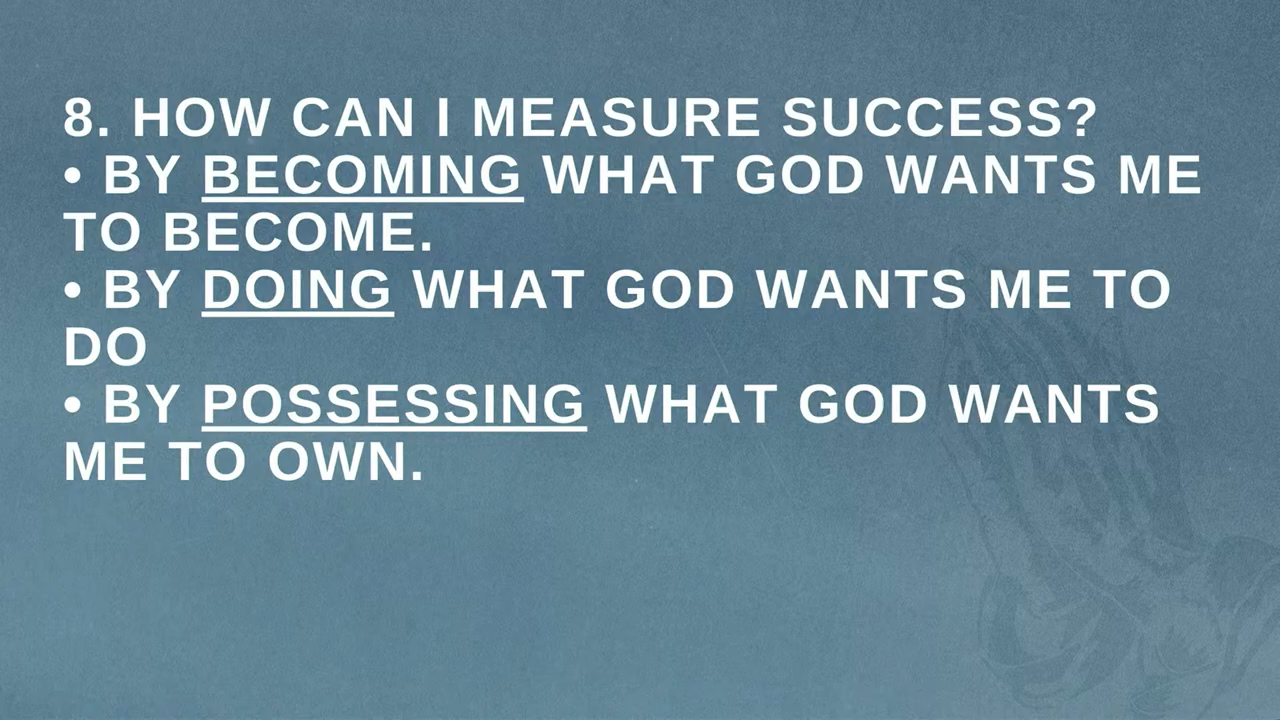 8. HOW CAN I MEASURE SUCCESS?
• BY BECOMING WHAT GOD WANTS ME
TO BECOME.
• BY DOING WHAT GOD WANTS ME TO
DO
• BY POSSESSING WHAT GOD WANTS
ME TO OWN.